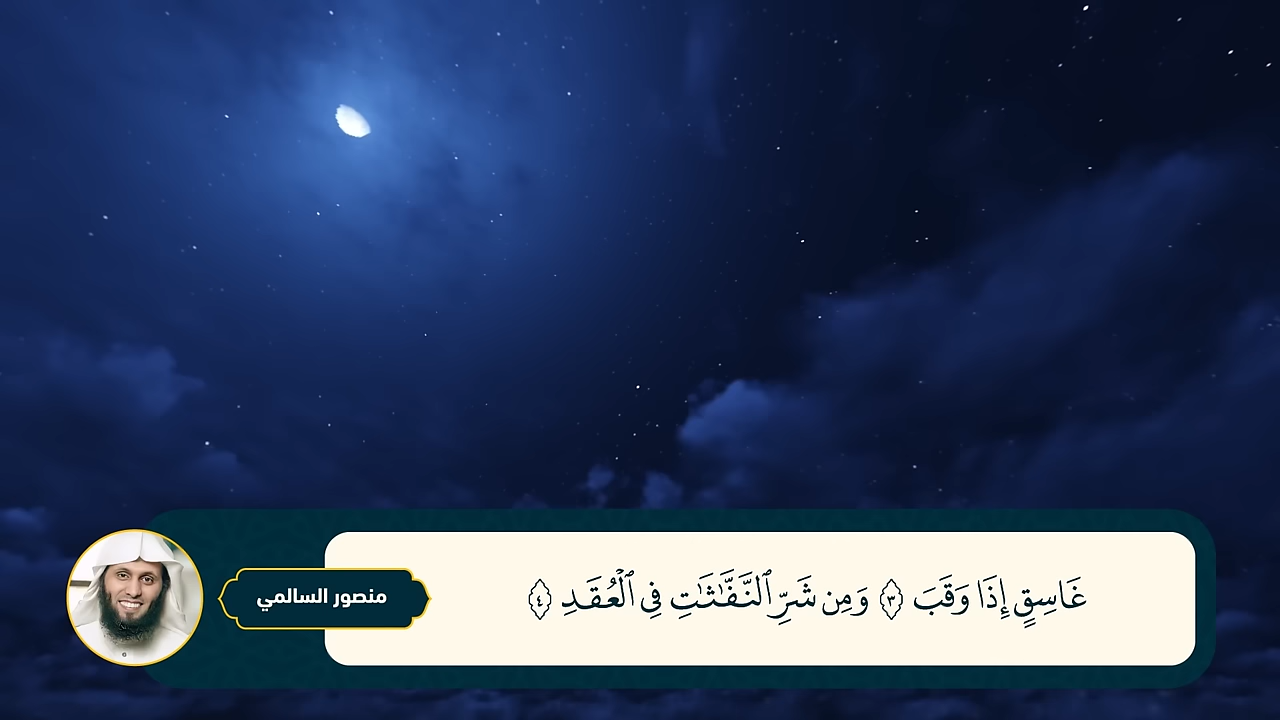 غَاسِقٍ إِذَا وَقَبَ ۝٣ وَمِن شَرِّ ٱلنَّفَّـٰثَـٰتِ فِى ٱلْعُقَدِ ۝٤
منصور السالمي